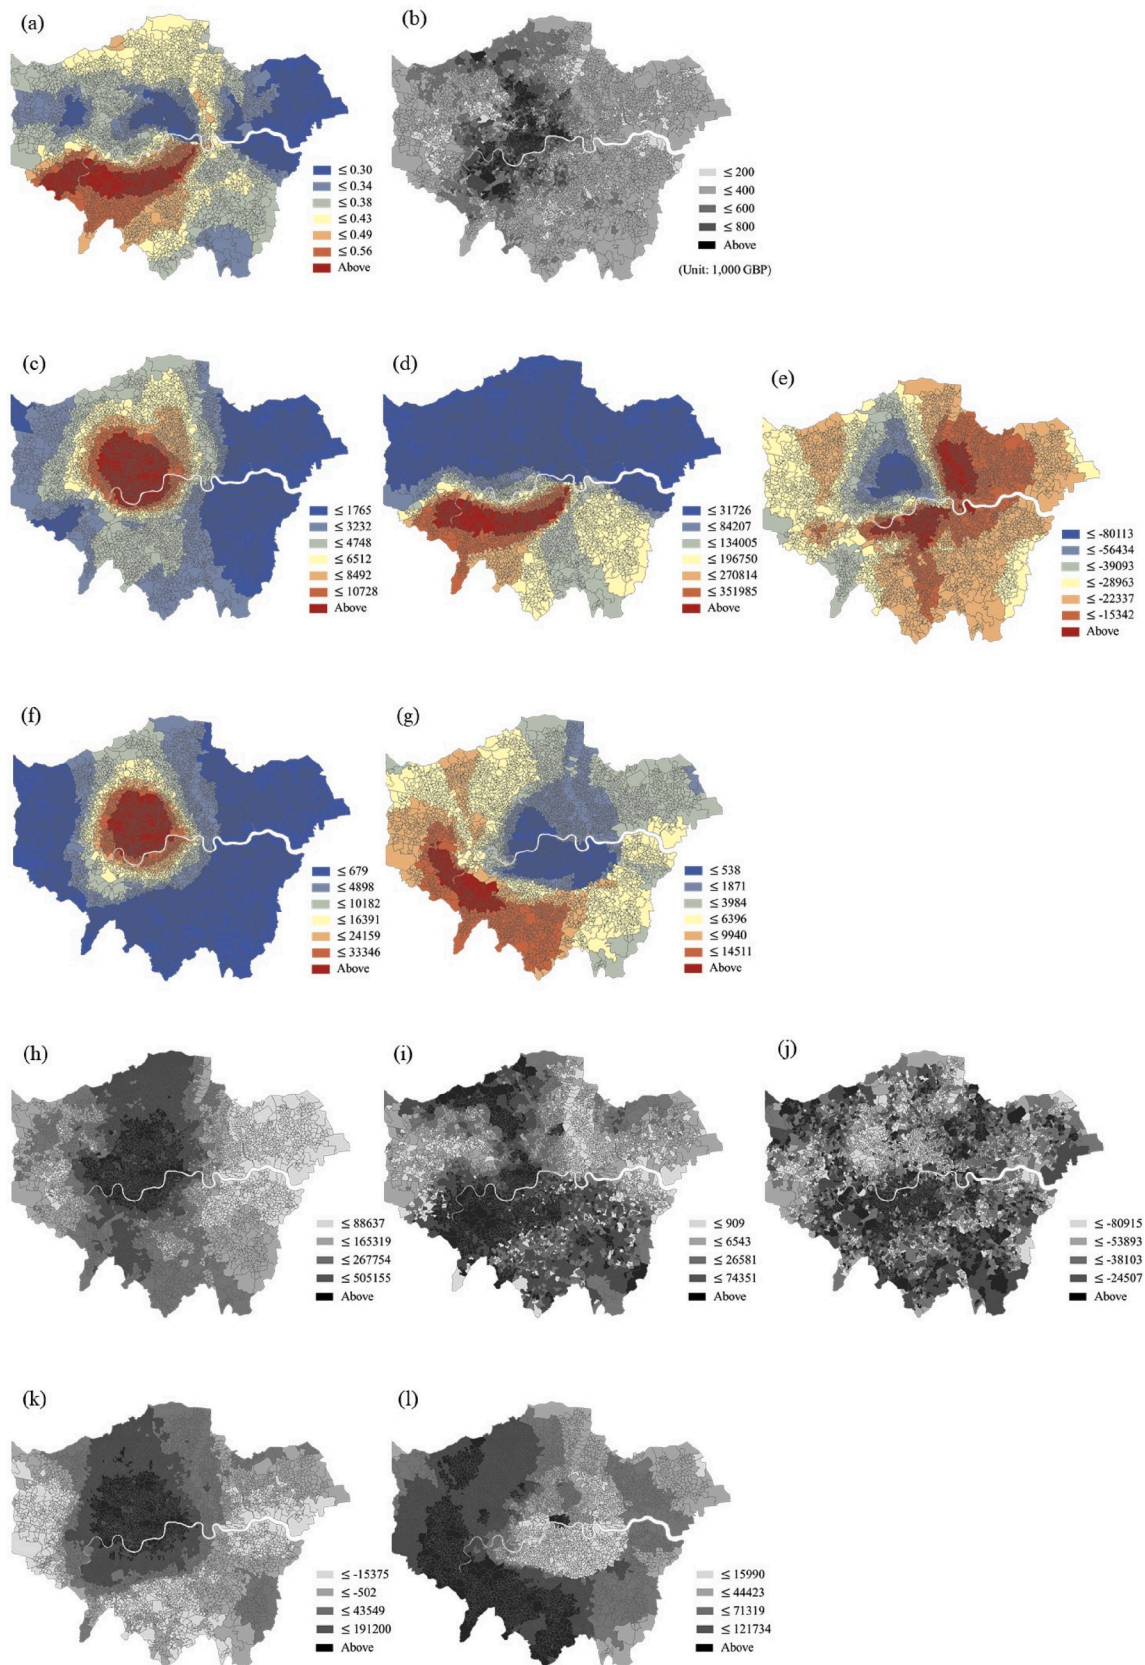 (a)
≤ 0.30
≤ 0.34
≤ 0.38
≤ 0.43
≤ 0.49
≤ 0.56
Above
(b)
≤ 200
≤ 400
≤ 600
≤ 800
Above
(Unit: 1,000 GBP)
(c)
≤ 1765
≤ 3232
≤ 4748
≤ 6512
≤ 8492
≤ 10728
Above
(d)
≤ 31726
≤ 84207
≤ 134005
≤ 196750
≤ 270814
≤ 351985
Above
(e)
≤ -80113
≤ -56434
≤ -39093
≤ -28963
≤ -22337
≤ -15342
Above
(f)
≤ 679
≤ 4898
≤ 10182
≤ 16391
≤ 24159
≤ 33346
Above
(g)
≤ 538
≤ 1871
≤ 3984
≤ 6396
≤ 9940
≤ 14511
Above
(h)
≤ 88637
≤ 165319
≤ 267754
≤ 505155
Above
(i)
≤ 909
≤ 6543
≤ 26581
≤ 74351
Above
(j)
≤ -80915
≤ -53893
≤ -38103
≤ -24507
Above
(k)
≤ -15375
≤ -502
≤ 43549
≤ 191200
Above
(l)
≤ 15990
≤ 44423
≤ 71319
≤ 121734
Above